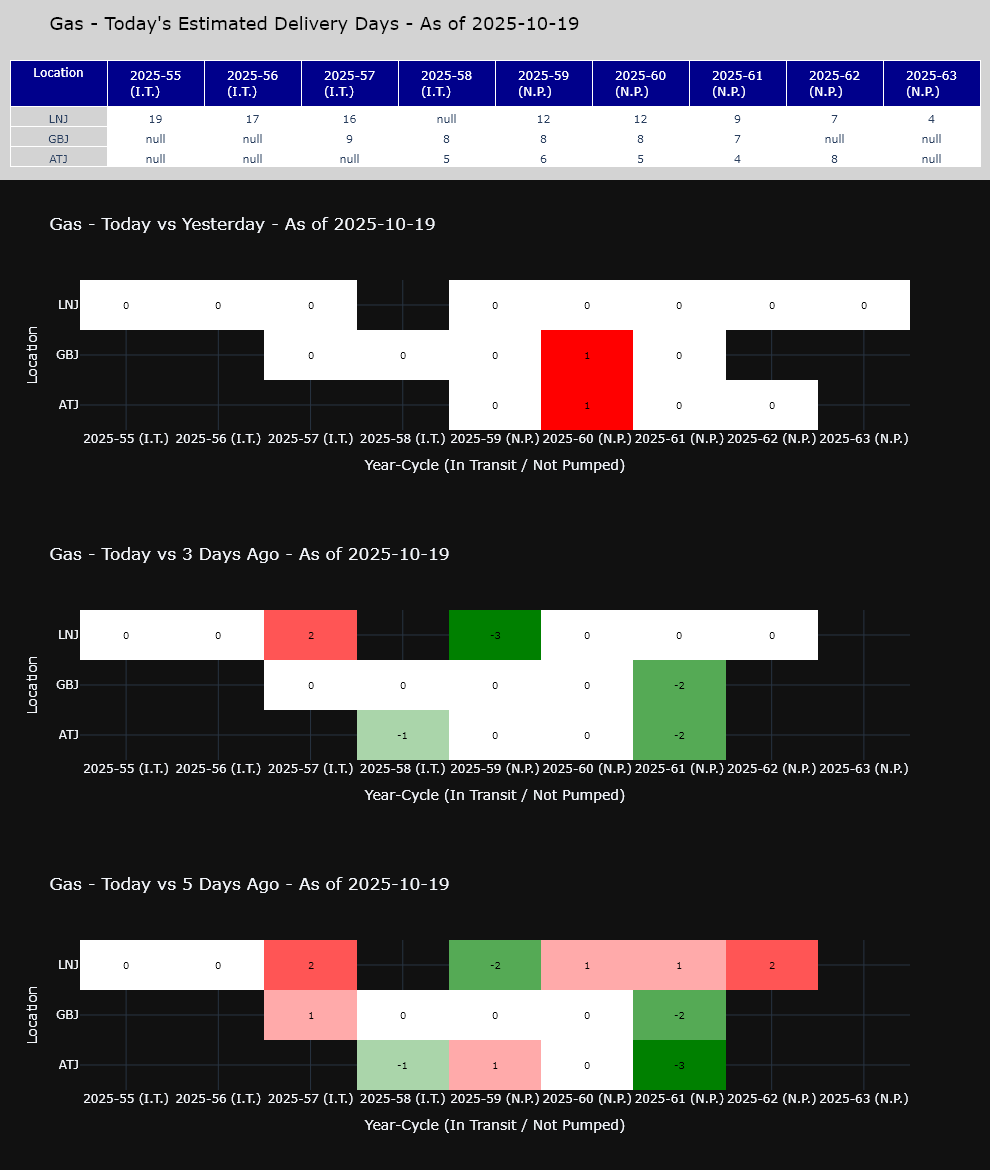 Gas - Today's Estimated Delivery Days - As of 2025-10-19
Location 2025-55 (I.T.) 2025-56 (I.T.) 2025-57 (I.T.) 2025-58 (I.T.) 2025-59 (N.P.) 2025-60 (N.P.) 2025-61 (N.P.) 2025-62 (N.P.) 2025-63 (N.P.)
LNJ 19 17 16 null 12 12 9 7 4
GBJ null null 9 8 8 8 7 null null
ATJ null null null 5 6 5 4 8 null
Gas - Today vs Yesterday - As of 2025-10-19
Location
LNJ 0 0 0 0 0 0 0 0
GBJ 0 0 0 1 0
ATJ 0 1 0 0
2025-55 (I.T.) 2025-56 (I.T.) 2025-57 (I.T.) 2025-58 (I.T.) 2025-59 (N.P.) 2025-60 (N.P.) 2025-61 (N.P.) 2025-62 (N.P.) 2025-63 (N.P.)
Year-Cycle (In Transit / Not Pumped)
Gas - Today vs 3 Days Ago - As of 2025-10-19
Location
LNJ 0 0 2 -3 0 0 0
GBJ 0 0 0 0 -2
ATJ -1 0 0 -2
2025-55 (I.T.) 2025-56 (I.T.) 2025-57 (I.T.) 2025-58 (I.T.) 2025-59 (N.P.) 2025-60 (N.P.) 2025-61 (N.P.) 2025-62 (N.P.) 2025-63 (N.P.)
Year-Cycle (In Transit / Not Pumped)
Gas - Today vs 5 Days Ago - As of 2025-10-19
Location
LNJ 0 0 2 -2 1 1 2
GBJ 1 0 0 0 -2
ATJ -1 1 0 -3
2025-55 (I.T.) 2025-56 (I.T.) 2025-57 (I.T.) 2025-58 (I.T.) 2025-59 (N.P.) 2025-60 (N.P.) 2025-61 (N.P.) 2025-62 (N.P.) 2025-63 (N.P.)
Year-Cycle (In Transit / Not Pumped)